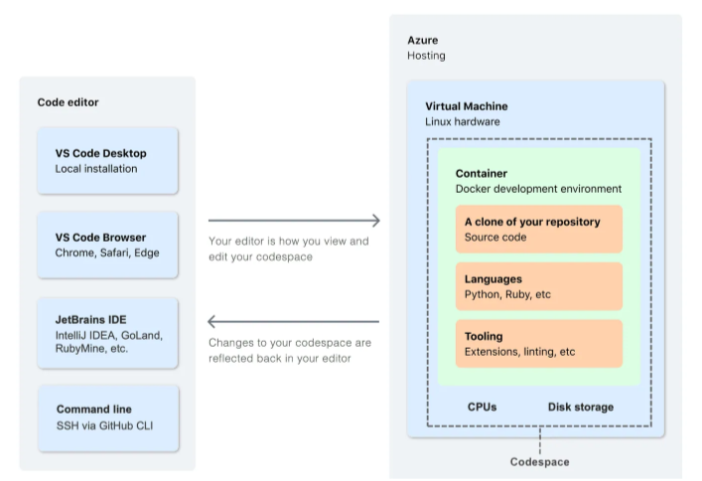 Code editor
VS Code Desktop
Local installation
VS Code Browser
Chrome, Safari, Edge
JetBrains IDE
IntelliJ IDEA, GoLand,
RubyMine, etc.
Command line
SSH via GitHub CLI
Your editor is how you view and
edit your codespace
Changes to your codespace are
reflected back in your editor
Azure
Hosting
Virtual Machine
Linux hardware
Container
Docker development environment
A clone of your repository
Source code
Languages
Python, Ruby, etc
Tooling
Extensions, linting, etc
CPUs
Disk storage
Codespace